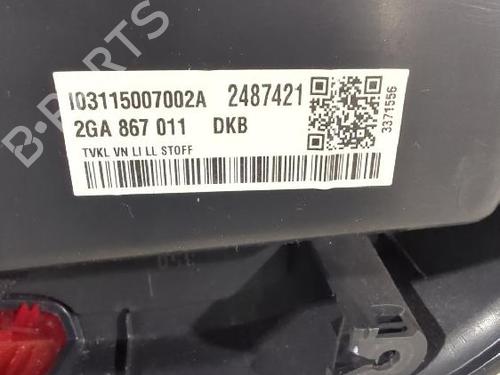 I03115007002A 2487421
2GA 867 011 DKB
TVKL VN LI LL STOFF
3371556
B-PARTS